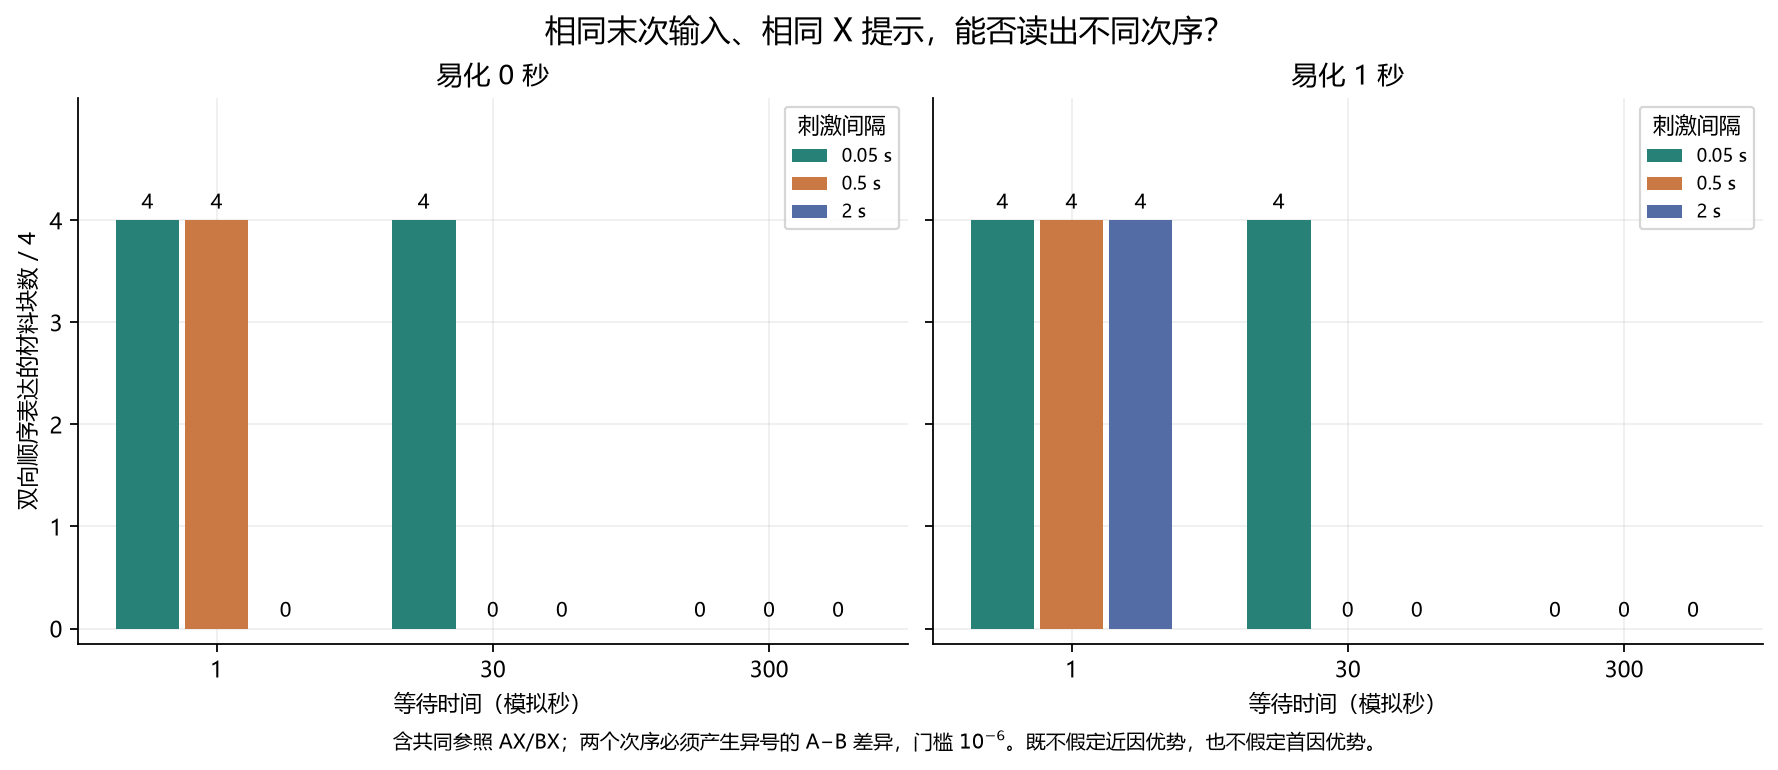 相同末次输入、相同 X 提示，能否读出不同次序？
易化 0 秒
双向顺序表达的材料块数 / 4
4
3
2
1
0
4
4
0
4
0
0
0
0
0
刺激间隔
0.05 s
0.5 s
2 s
1
30
300
等待时间（模拟秒）
易化 1 秒
4
4
4
4
0
0
0
0
0
刺激间隔
0.05 s
0.5 s
2 s
1
30
300
等待时间（模拟秒）
含共同参照 AX/BX；两个次序必须产生异号的 A−B 差异，门槛 10⁻⁶。既不假定近因优势，也不假定首因优势。